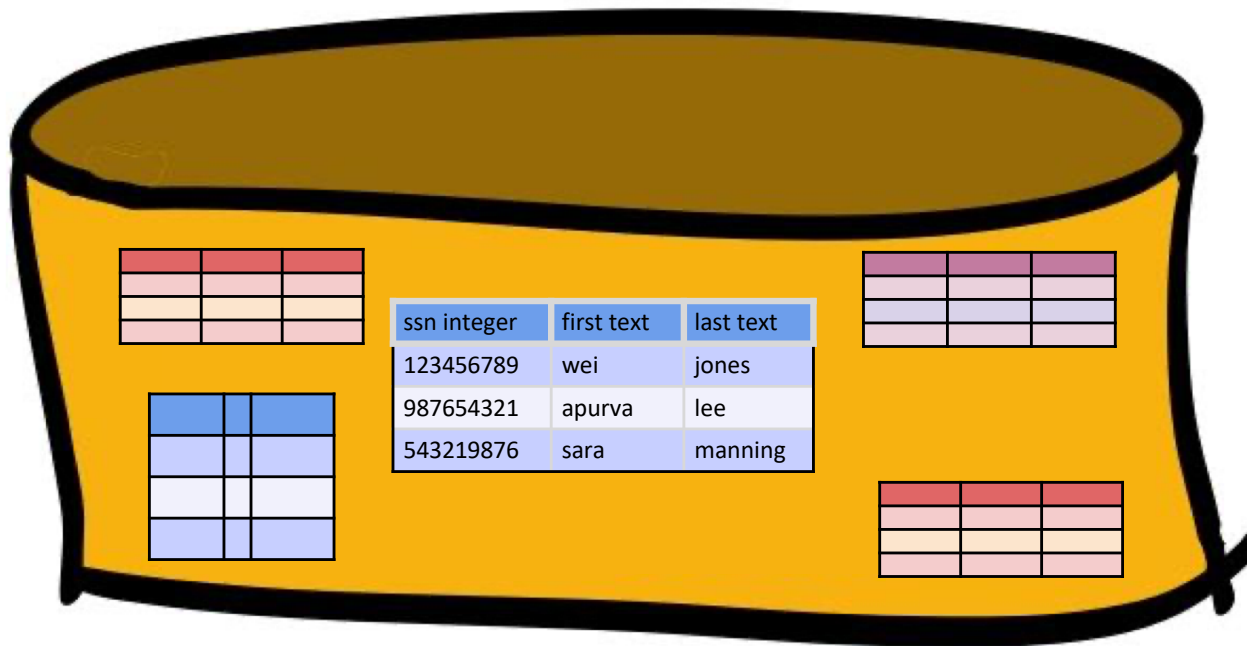 ssn integer first text last text
123456789 wei jones
987654321 apurva lee
543219876 sara manning